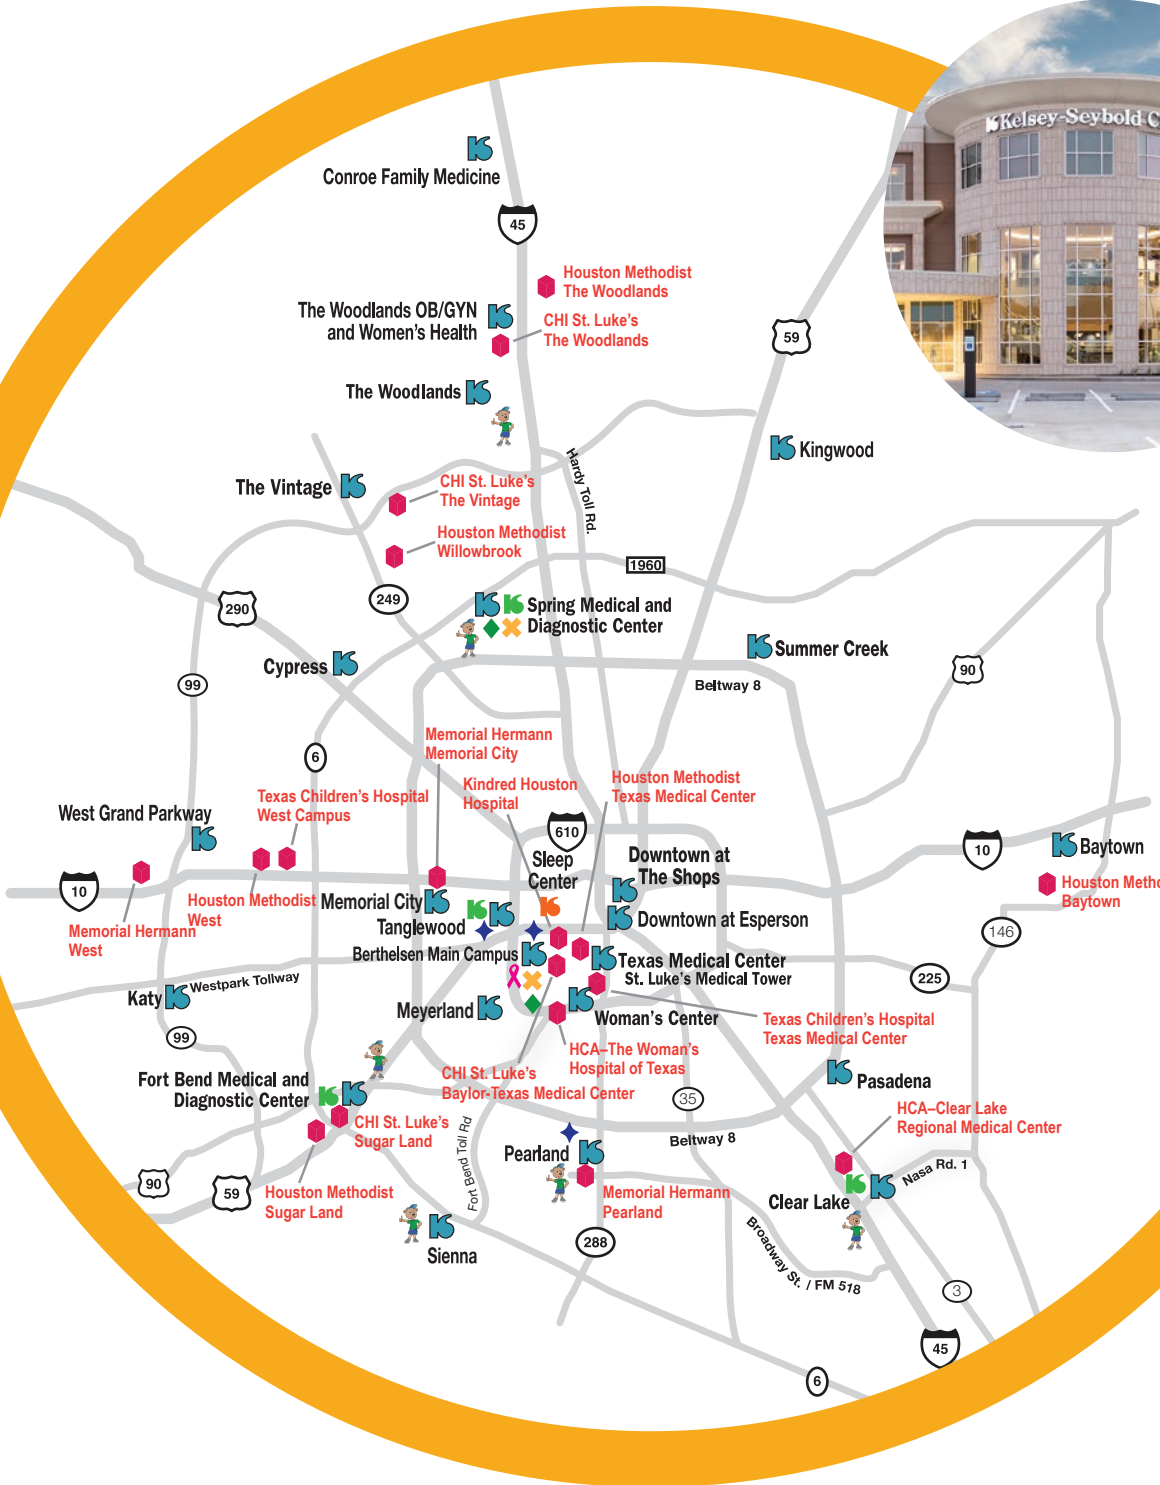 Kelsey-Seybold C
Conroe Family Medicine
45
Houston Methodist
The Woodlands
The Woodlands OB/GYN
and Women's Health
CHI St. Luke's
The Woodlands
59
The Woodlands
Kingwood
Hardy Toll Rd.
The Vintage
CHI St. Luke's
The Vintage
Houston Methodist
Willowbrook
1960
290
249
Spring Medical and
Diagnostic Center
Summer Creek
Cypress
90
99
Beltway 8
Memorial Hermann
Memorial City
6
Kindred Houston
Hospital
Houston Methodist
Texas Medical Center
Texas Children's Hospital
West Campus
West Grand Parkway
610
Sleep
Center
Downtown at
The Shops
10
Baytown
10
Houston Metho
Baytown
Houston Methodist
West
Memorial City
Memorial Hermann
West
Tanglewood
Downtown at Esperson
146
Berthelsen Main Campus
Texas Medical Center
St. Luke's Medical Tower
225
Westpark Tollway
Katy
Meyerland
Woman's Center
Texas Children's Hospital
Texas Medical Center
99
HCA–The Woman's
Hospital of Texas
CHI St. Luke's
Baylor-Texas Medical Center
Fort Bend Medical and
Diagnostic Center
Pasadena
35
HCA–Clear Lake
Regional Medical Center
CHI St. Luke's
Sugar Land
Beltway 8
Fort Bend Toll Rd
Pearland
Nasa Rd. 1
90
59
Houston Methodist
Sugar Land
Memorial Hermann
Pearland
Clear Lake
Sienna
288
Broadway St. / FM 518
3
45
6